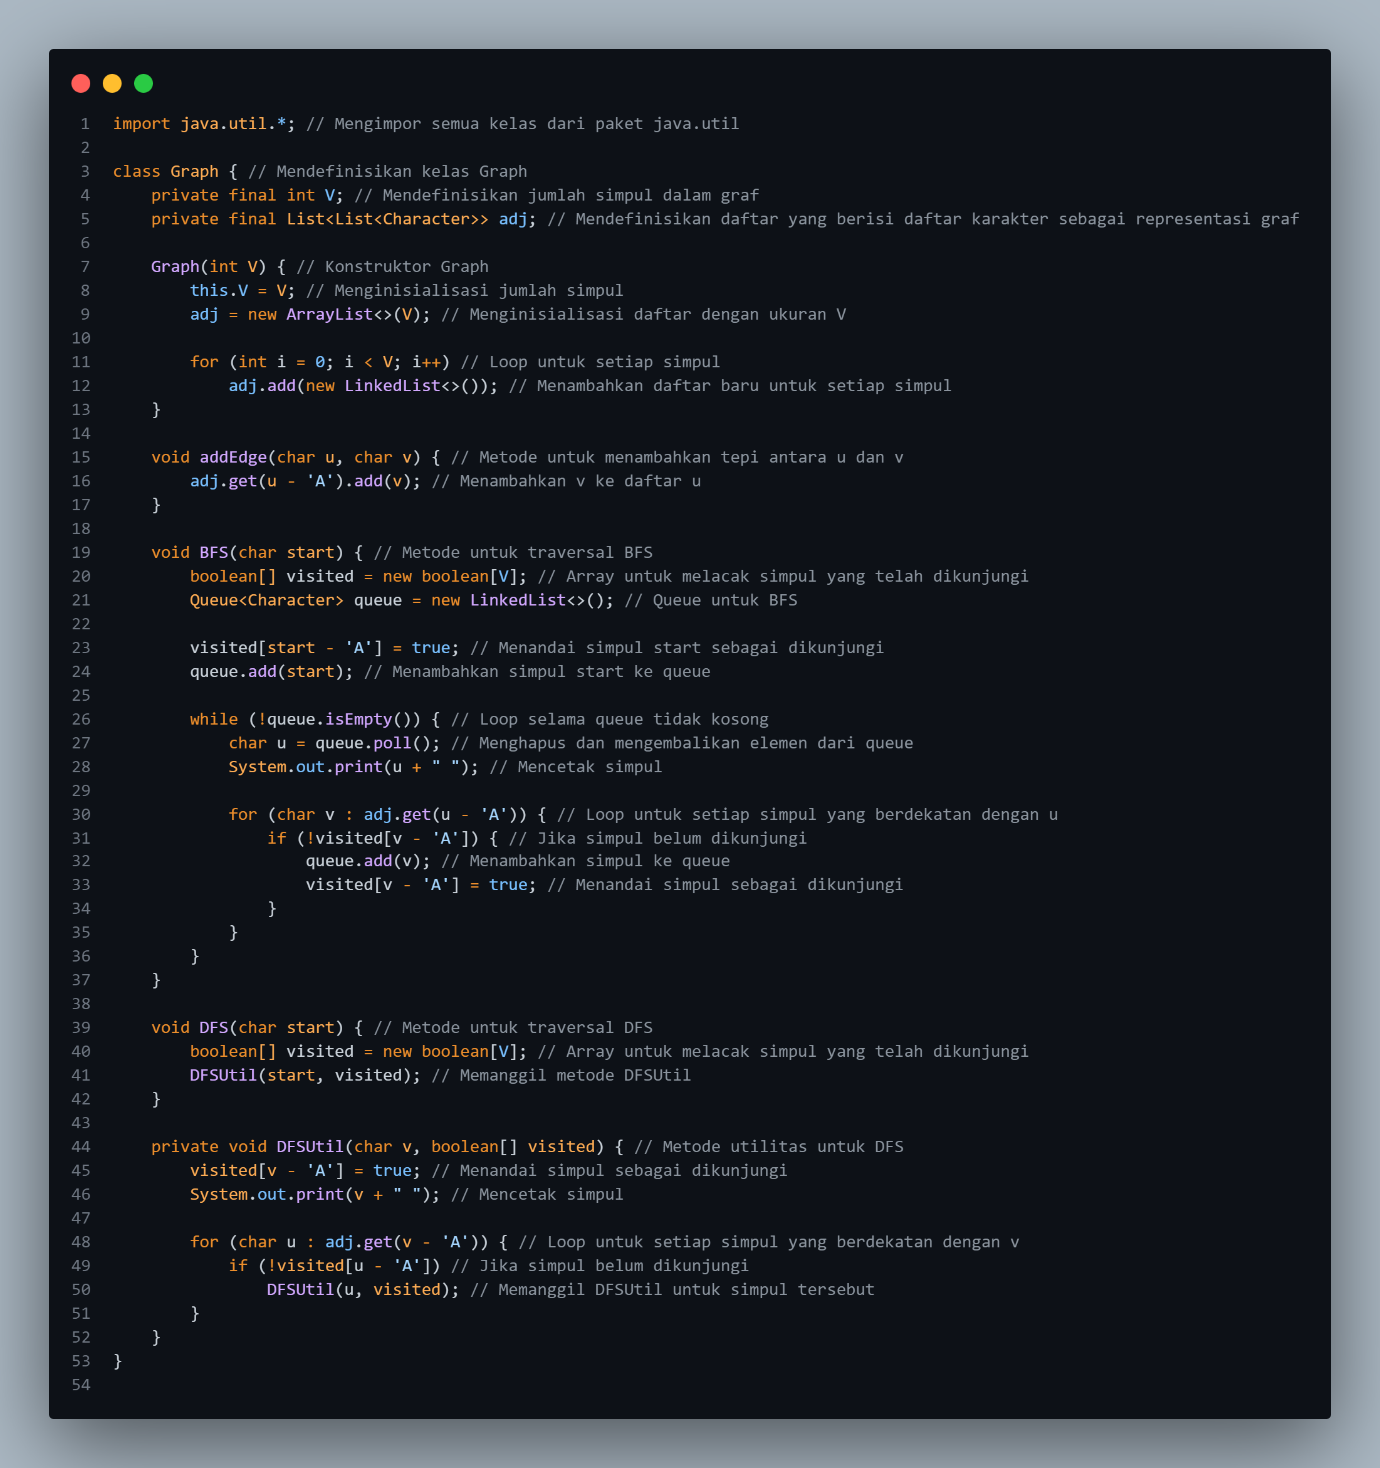 1 import java.util.*; // Mengimpor semua kelas dari paket java.util
2
3 class Graph { // Mendefinisikan kelas Graph
4     private final int V; // Mendefinisikan jumlah simpul dalam graf
5     private final List<List<Character>> adj; // Mendefinisikan daftar yang berisi daftar karakter sebagai representasi graf
6
7     Graph(int V) { // Konstruktor Graph
8         this.V = V; // Menginisialisasi jumlah simpul
9         adj = new ArrayList<>(V); // Menginisialisasi daftar dengan ukuran V
10
11         for (int i = 0; i < V; i++) // Loop untuk setiap simpul
12             adj.add(new LinkedList<>()); // Menambahkan daftar baru untuk setiap simpul
13     }
14
15     void addEdge(char u, char v) { // Metode untuk menambahkan tepi antara u dan v
16         adj.get(u - 'A').add(v); // Menambahkan v ke daftar u
17     }
18
19     void BFS(char start) { // Metode untuk traversal BFS
20         boolean[] visited = new boolean[V]; // Array untuk melacak simpul yang telah dikunjungi
21         Queue<Character> queue = new LinkedList<>(); // Queue untuk BFS
22
23         visited[start - 'A'] = true; // Menandai simpul start sebagai dikunjungi
24         queue.add(start); // Menambahkan simpul start ke queue
25
26         while (!queue.isEmpty()) { // Loop selama queue tidak kosong
27             char u = queue.poll(); // Menghapus dan mengembalikan elemen dari queue
28             System.out.print(u + " "); // Mencetak simpul
29
30             for (char v : adj.get(u - 'A')) { // Loop untuk setiap simpul yang berdekatan dengan u
31                 if (!visited[v - 'A']) { // Jika simpul belum dikunjungi
32                     queue.add(v); // Menambahkan simpul ke queue
33                     visited[v - 'A'] = true; // Menandai simpul sebagai dikunjungi
34                 }
35             }
36         }
37     }
38
39     void DFS(char start) { // Metode untuk traversal DFS
40         boolean[] visited = new boolean[V]; // Array untuk melacak simpul yang telah dikunjungi
41         DFSUtil(start, visited); // Memanggil metode DFSUtil
42     }
43
44     private void DFSUtil(char v, boolean[] visited) { // Metode utilitas untuk DFS
45         visited[v - 'A'] = true; // Menandai simpul sebagai dikunjungi
46         System.out.print(v + " "); // Mencetak simpul
47
48         for (char u : adj.get(v - 'A')) { // Loop untuk setiap simpul yang berdekatan dengan v
49             if (!visited[u - 'A']) // Jika simpul belum dikunjungi
50                 DFSUtil(u, visited); // Memanggil DFSUtil untuk simpul tersebut
51         }
52     }
53 }
54